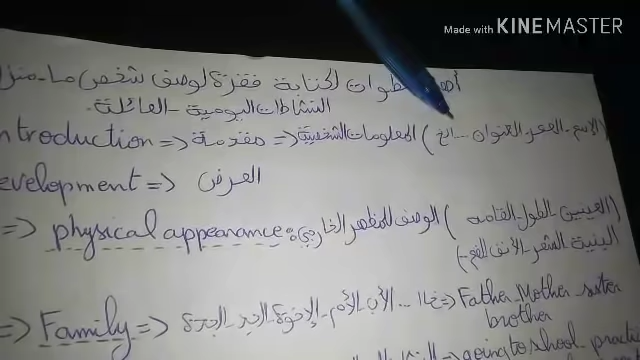 Made with KINEMASTER
لكتابة فقرة لوصف شخص ما - منزل
النشاطات اليومية - العائلة -
ntroduction => مقدمة => المعلومات الشخصية (الاسم - العمر - العنوان ... الخ)
evelopment => العرض
=> physical appearance: الوصف المظهر الخارجي (العينين - الطول - القامة
البنية - الشعر - الأنف - الفم -)
=> Family => الأب - الأم - الإخوة - الجد - الجدة ... => Father - Mother - sister
brother
going to school - practi